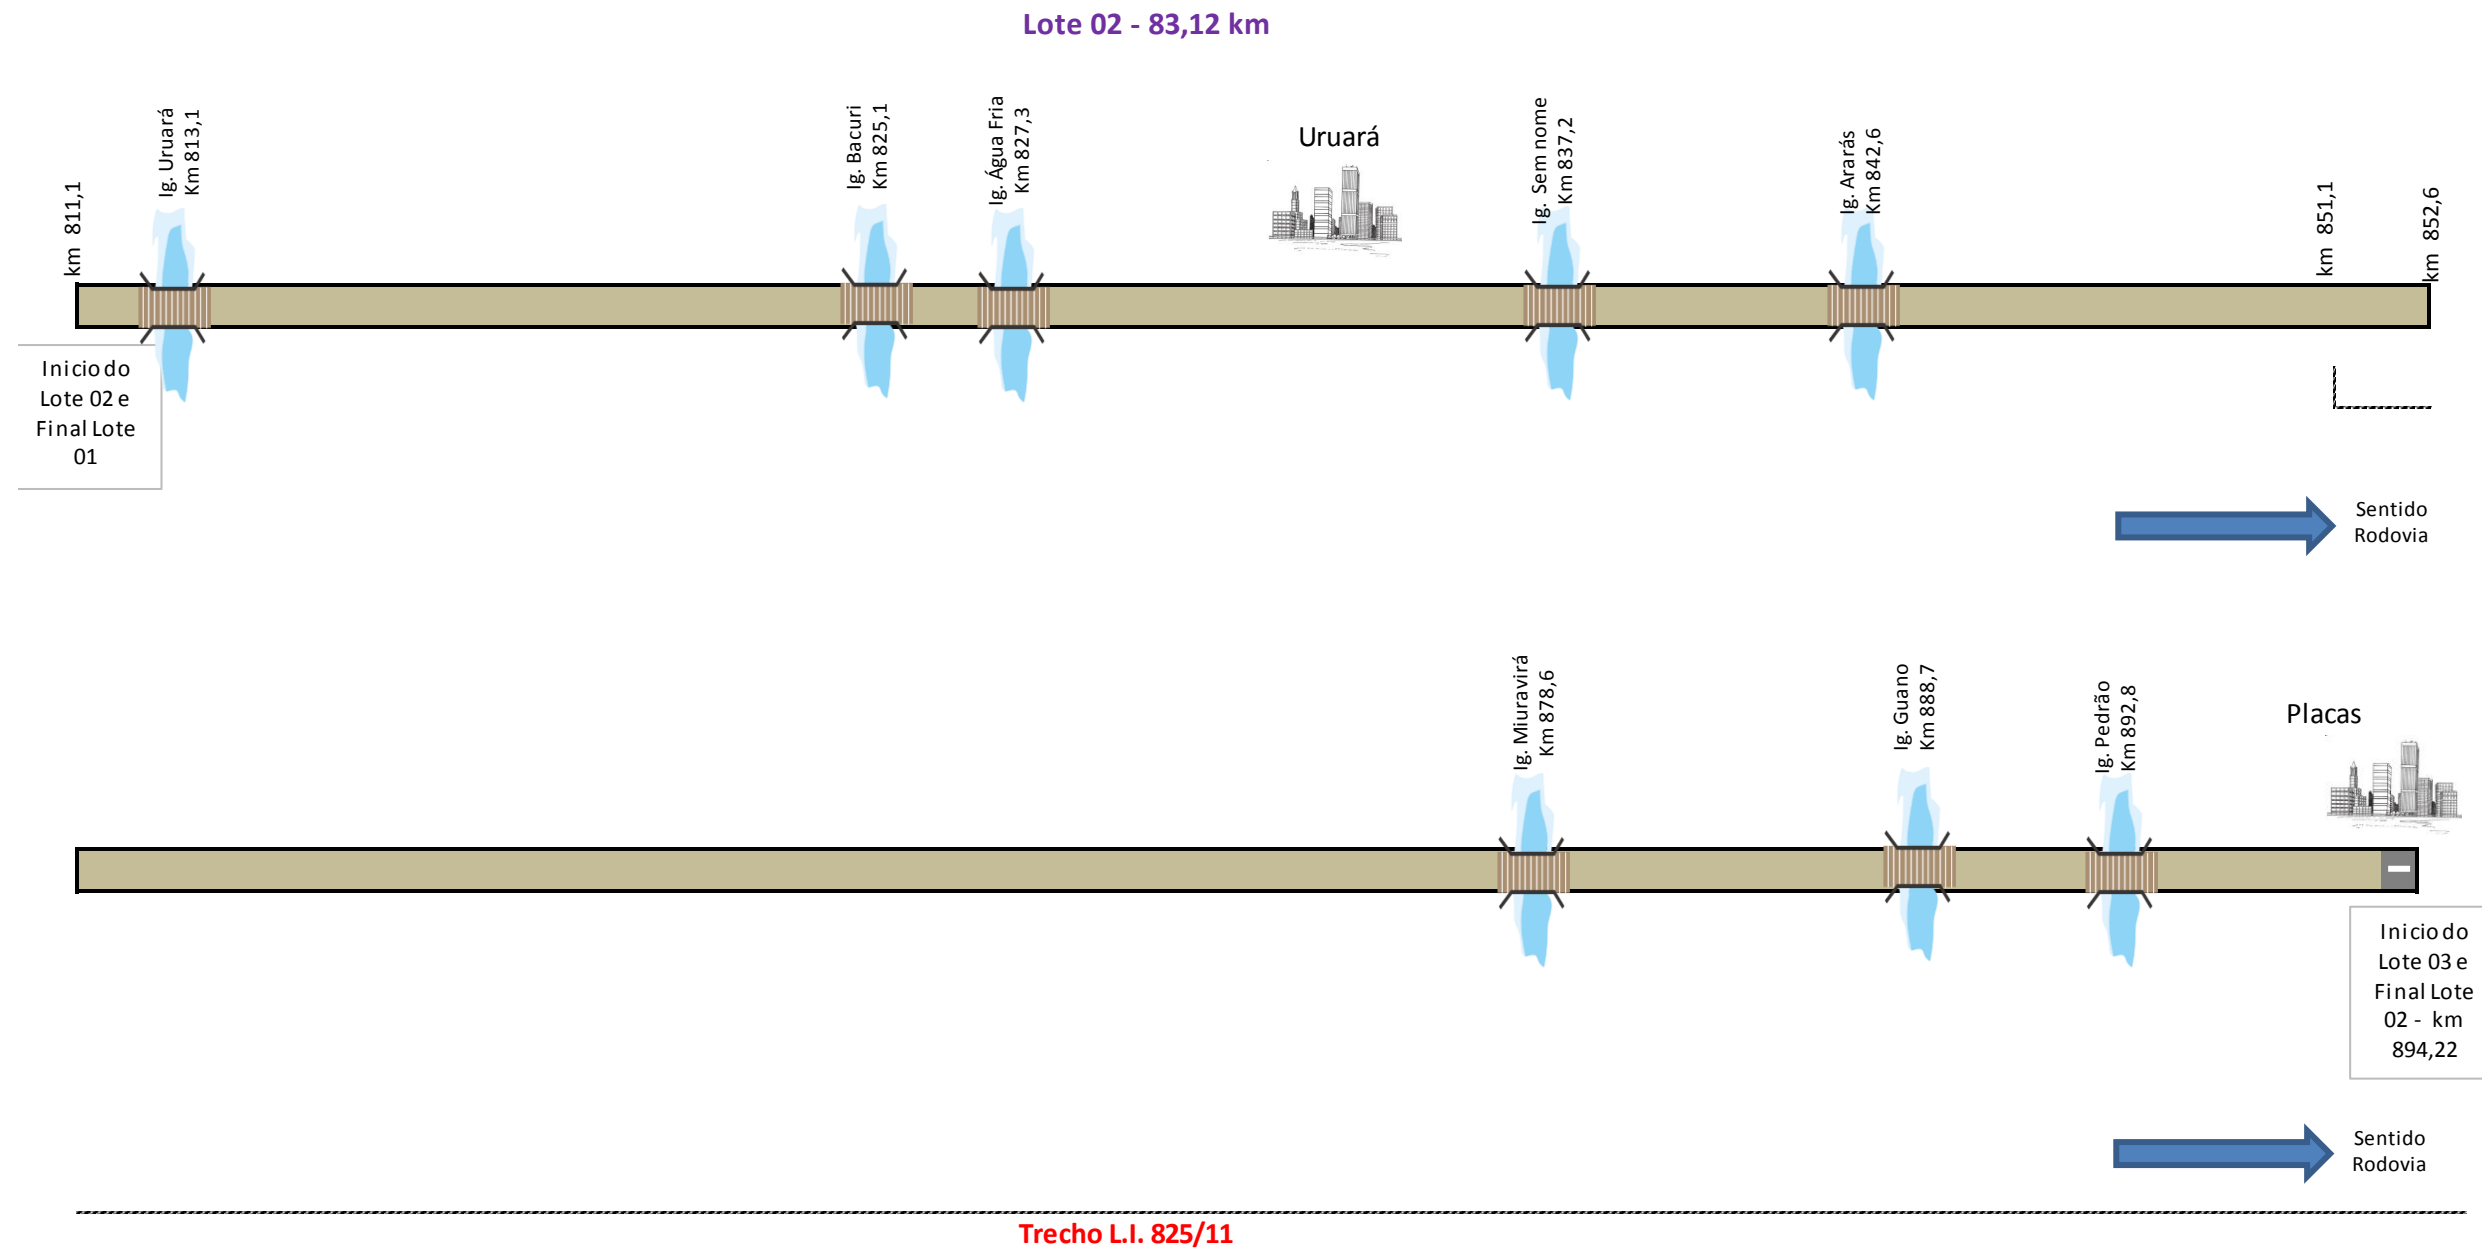 Lote 02 - 83,12 km
km 811,1
Ig. Uruará
Km 813,1
Ig. Bacuri
Km 825,1
Ig. Água Fria
Km 827,3
Uruará
Ig. Sem nome
Km 837,2
Ig. Ararás
Km 842,6
km 851,1
km 852,6
Inicio do
Lote 02 e
Final Lote
01
Sentido
Rodovia
Ig. Miuravirá
Km 878,6
Ig. Guano
Km 888,7
Ig. Pedrão
Km 892,8
Placas
Inicio do
Lote 03 e
Final Lote
02 - km
894,22
Sentido
Rodovia
Trecho L.I. 825/11